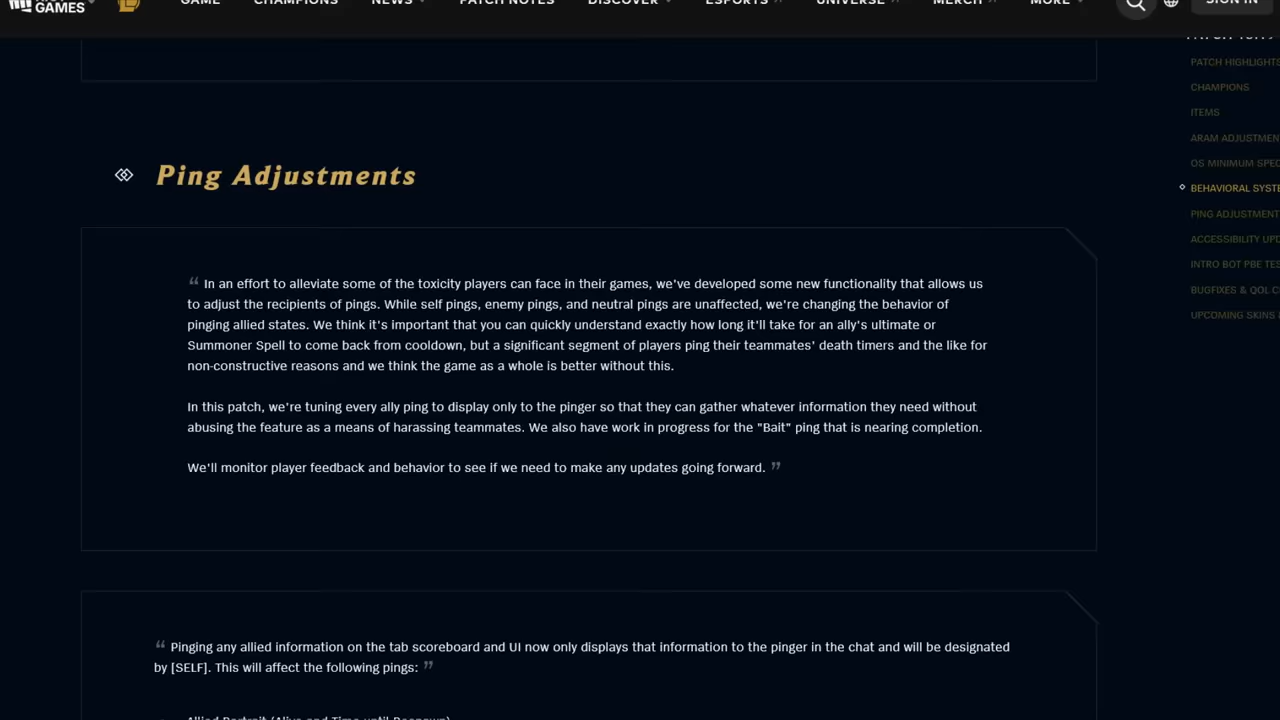 GAMES
GAME
CHAMPIONS
NEWS
PATCH NOTES
DISCOVER
ESPORTS
UNIVERSE
MERCH
MORE
SIGN IN
PATCH HIGHLIGHTS
CHAMPIONS
ITEMS
ARAM ADJUSTMEN
OS MINIMUM SPEC
BEHAVIORAL SYSTE
PING ADJUSTMENT
ACCESSIBILITY UPD
INTRO BOT PBE TES
BUGFIXES & QOL C
UPCOMING SKINS &
Ping Adjustments
“ In an effort to alleviate some of the toxicity players can face in their games, we've developed some new functionality that allows us
to adjust the recipients of pings. While self pings, enemy pings, and neutral pings are unaffected, we're changing the behavior of
pinging allied states. We think it's important that you can quickly understand exactly how long it'll take for an ally's ultimate or
Summoner Spell to come back from cooldown, but a significant segment of players ping their teammates' death timers and the like for
non-constructive reasons and we think the game as a whole is better without this.
In this patch, we're tuning every ally ping to display only to the pinger so that they can gather whatever information they need without
abusing the feature as a means of harassing teammates. We also have work in progress for the "Bait" ping that is nearing completion.
We'll monitor player feedback and behavior to see if we need to make any updates going forward. ”
“ Pinging any allied information on the tab scoreboard and UI now only displays that information to the pinger in the chat and will be designated
by [SELF]. This will affect the following pings: ”
Allied Portrait (Alive and Time until Respawn)